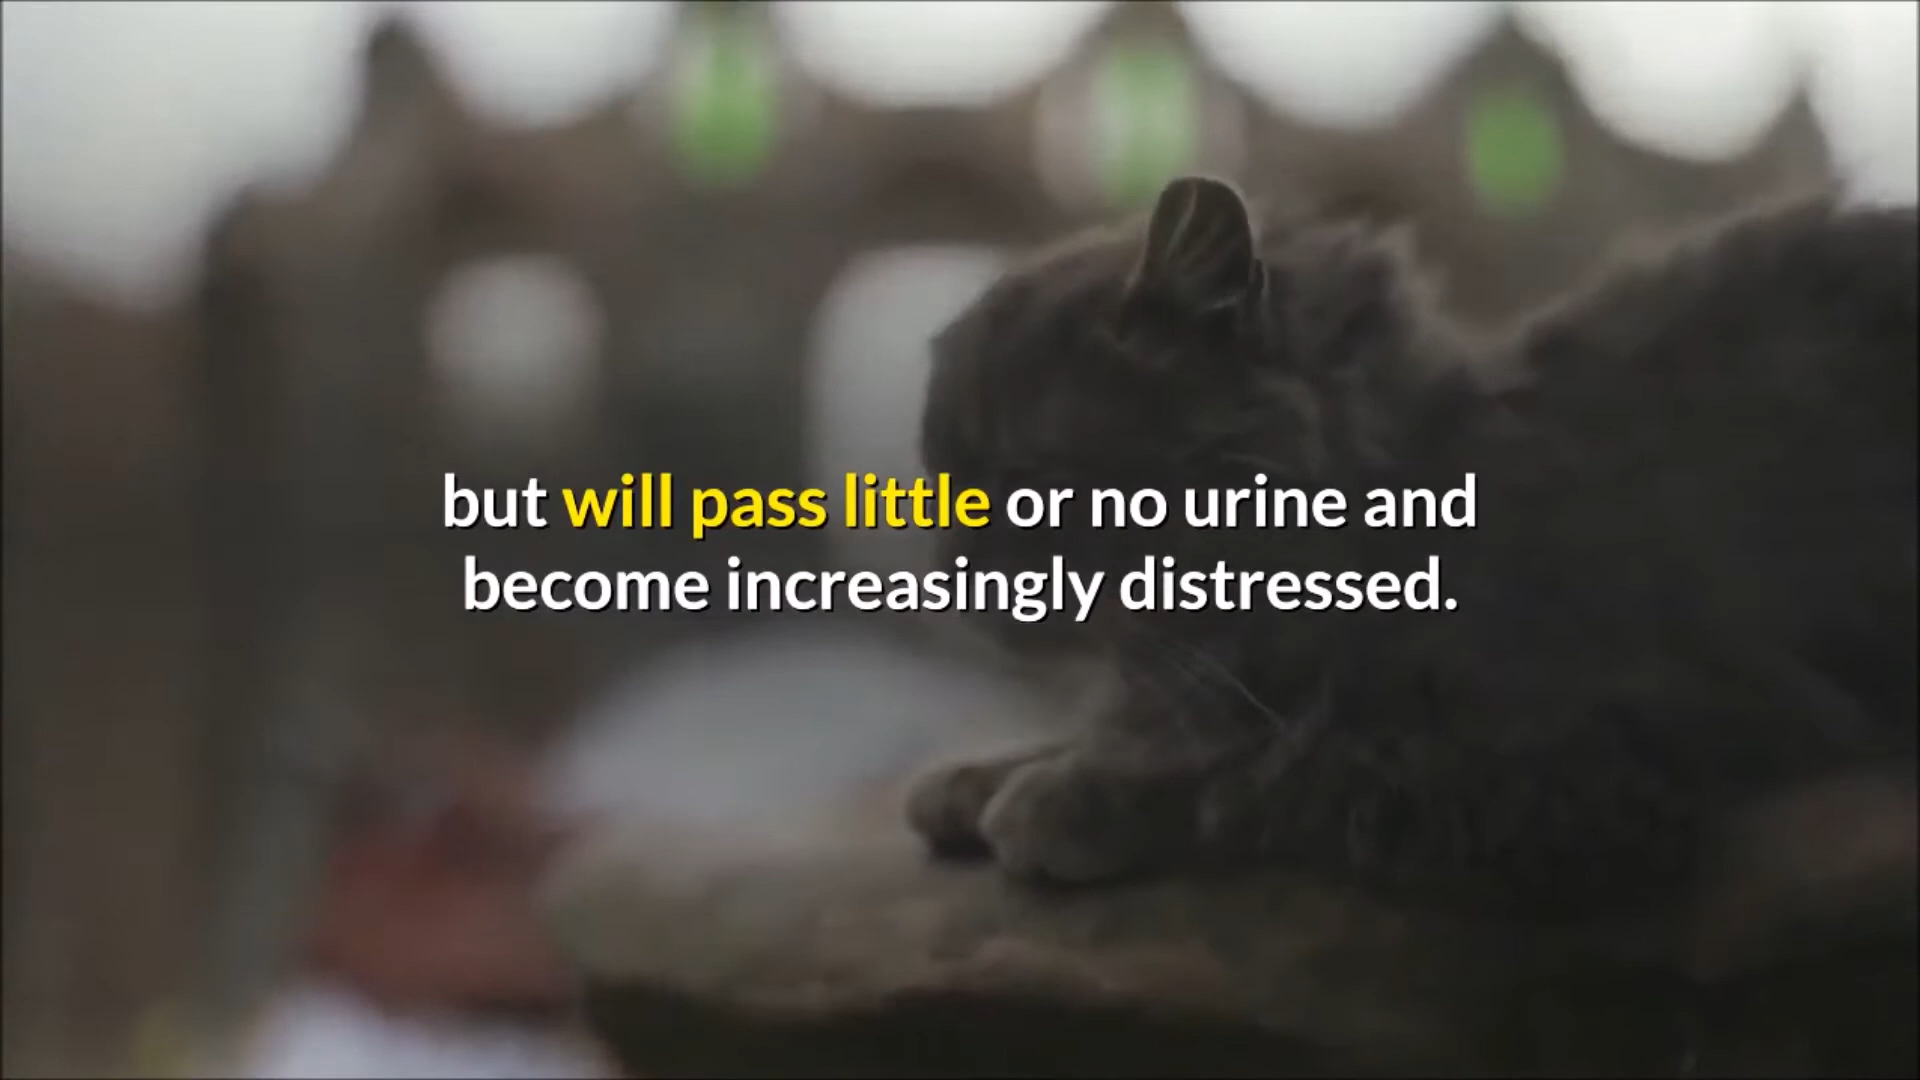 but will pass little or no urine and
become increasingly distressed.